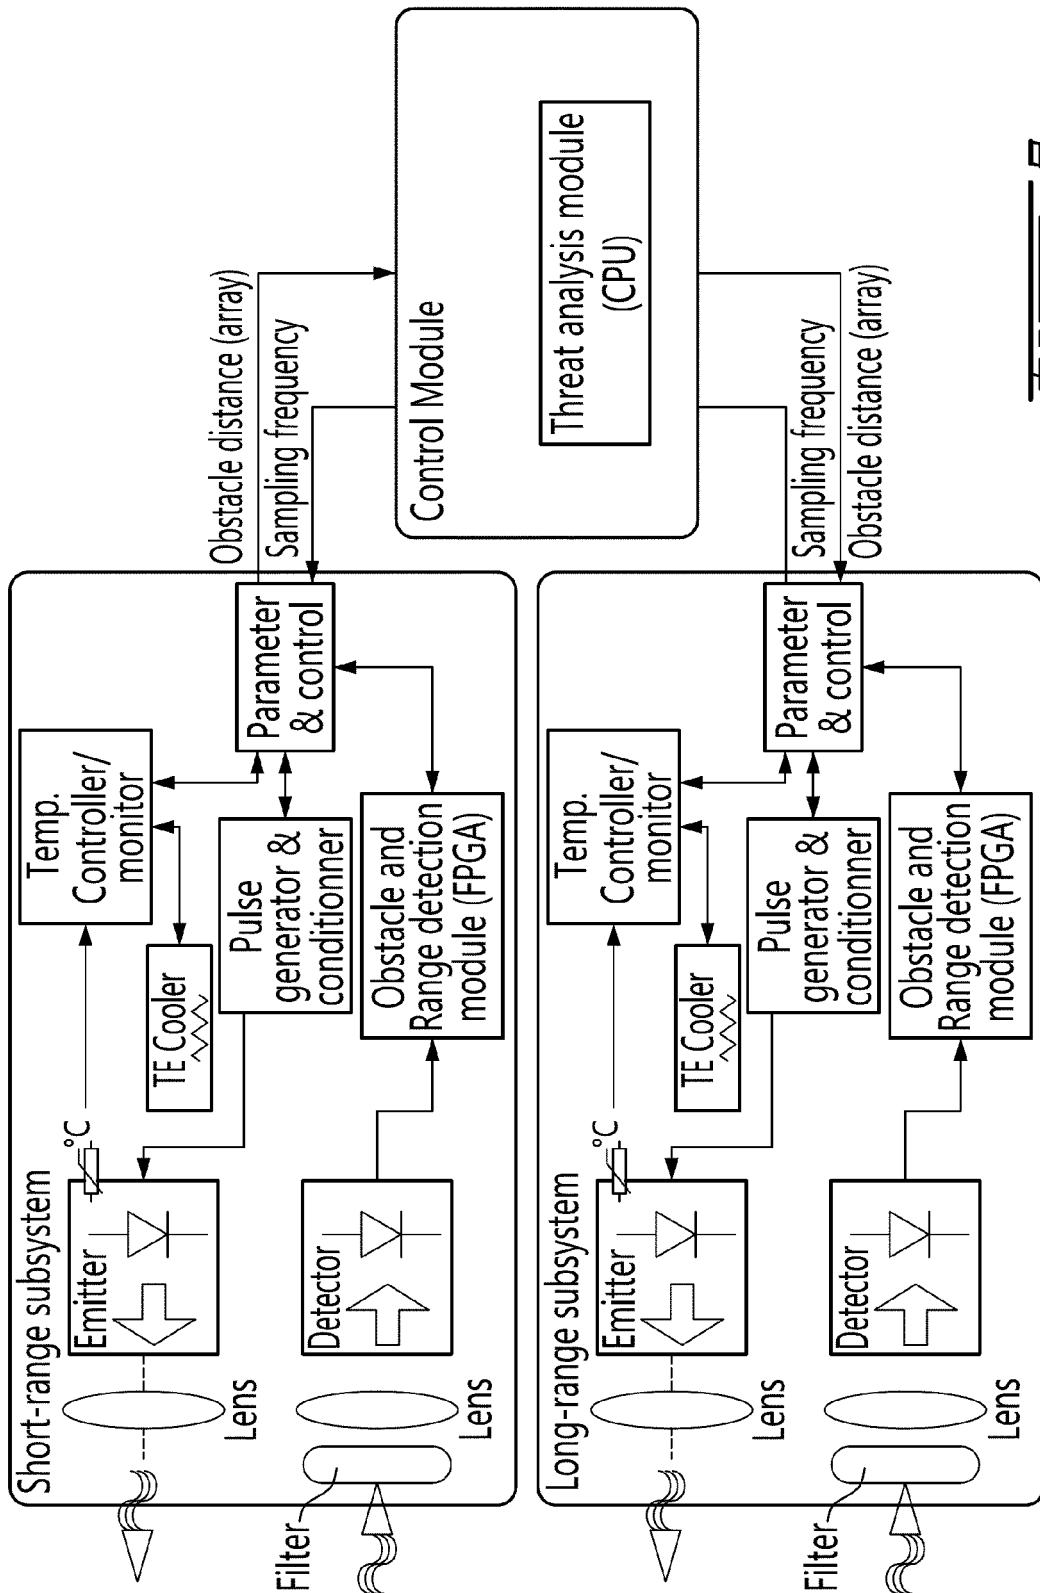 Short-range subsystem
Emitter
°C
Lens
Temp.
Controller/
monitor
TE Cooler
Pulse
generator &
conditionner
Parameter
& control
Filter
Lens
Detector
Obstacle and
Range detection
module (FPGA)
Obstacle distance (array)
Sampling frequency
Control Module
Threat analysis module
(CPU)
Sampling frequency
Obstacle distance (array)
Long-range subsystem
Emitter
°C
Lens
Temp.
Controller/
monitor
TE Cooler
Pulse
generator &
conditionner
Parameter
& control
Filter
Lens
Detector
Obstacle and
Range detection
module (FPGA)